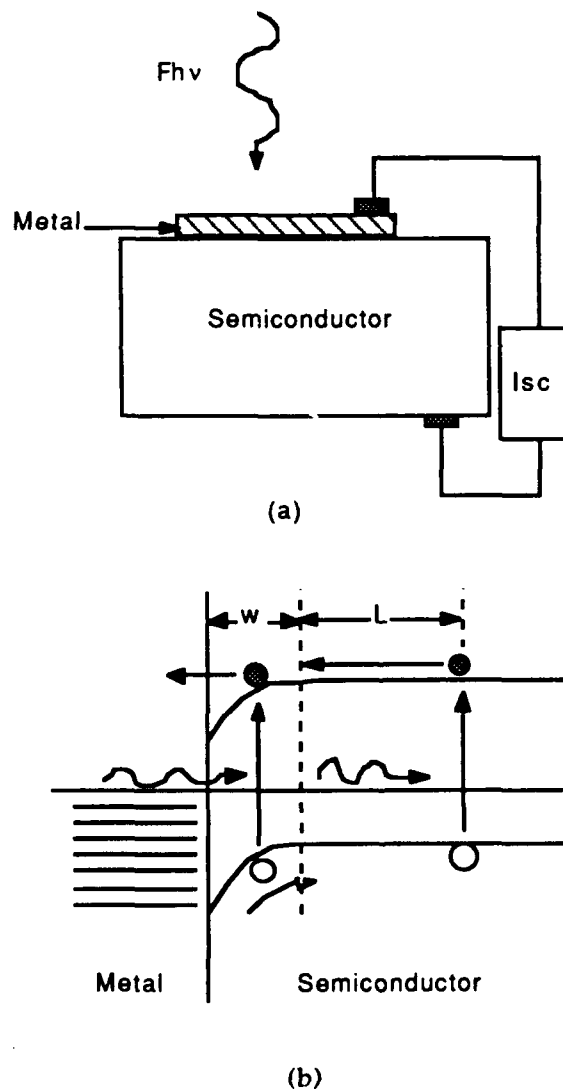 Fhν
Metal
Semiconductor
Isc
(a)
w
L
Metal
Semiconductor
(b)